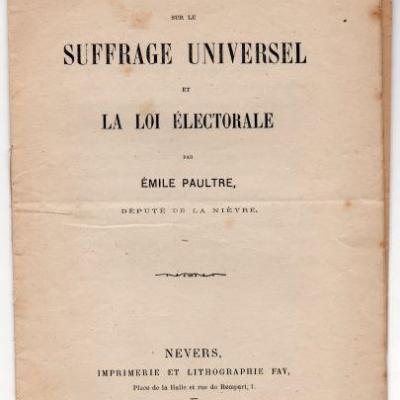 SUR LE
SUFFRAGE UNIVERSEL
ET
LA LOI ÉLECTORALE
PAR
ÉMILE PAULTRE,
DÉPUTÉ DE LA NIÈVRE.
NEVERS,
IMPRIMERIE ET LITHOGRAPHIE FAY,
Place de la Halle et rue du Rempart, 1.